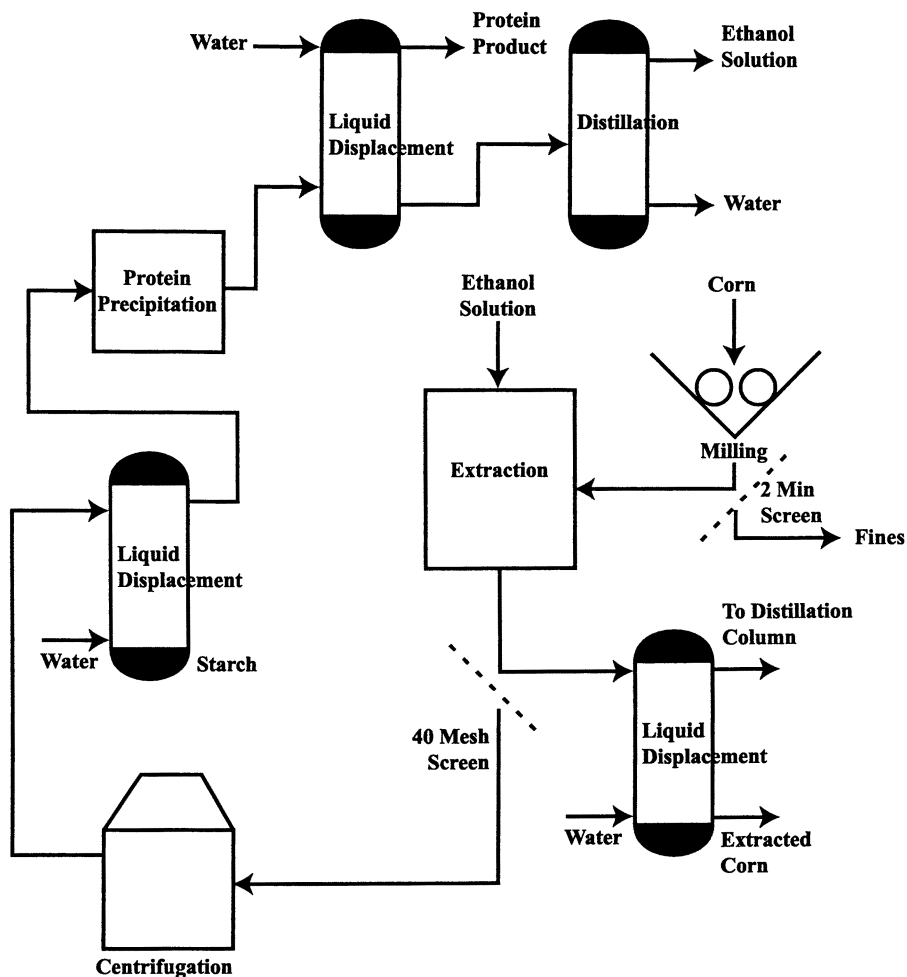 Water
Protein
Product
Ethanol
Solution
Liquid
Displacement
Distillation
Water
Protein
Precipitation
Ethanol
Solution
Corn
Milling
Extraction
2 Min
Screen
Fines
Liquid
Displacement
Water
Starch
To Distillation
Column
40 Mesh
Screen
Liquid
Displacement
Water
Extracted
Corn
Centrifugation